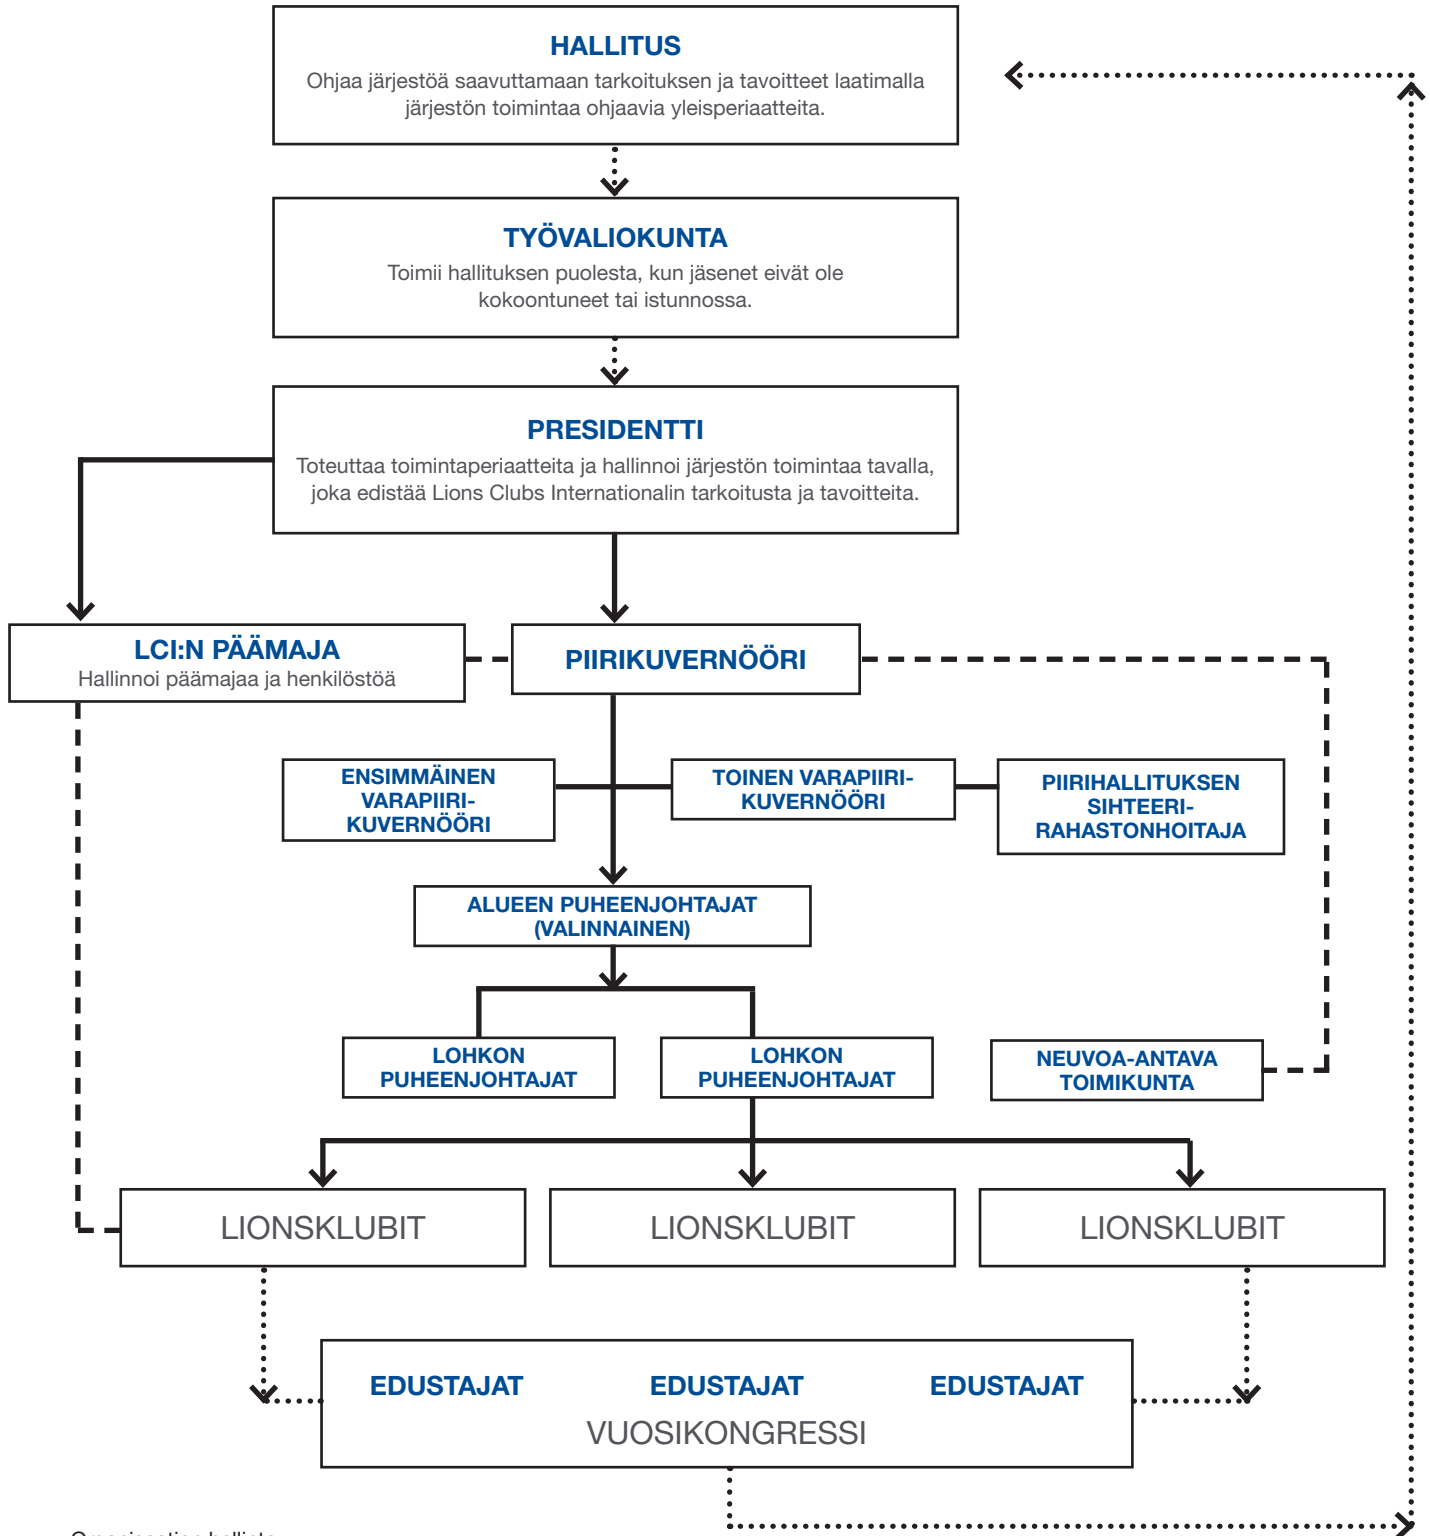 HALLITUS
Ohjaa järjestöä saavuttamaan tarkoituksen ja tavoitteet laatimalla
järjestön toimintaa ohjaavia yleisperiaatteita.
TYÖVALIOKUNTA
Toimii hallituksen puolesta, kun jäsenet eivät ole
kokoontuneet tai istunnossa.
PRESIDENTTI
Toteuttaa toimintaperiaatteita ja hallinnoi järjestön toimintaa tavalla,
joka edistää Lions Clubs Internationalin tarkoitusta ja tavoitteita.
LCI:N PÄÄMAJA
Hallinnoi päämajaa ja henkilöstöä
PIIRIKUVERNÖÖRI
ENSIMMÄINEN
VARAPIIRI-
KUVERNÖÖRI
TOINEN VARAPIIRI-
KUVERNÖÖRI
PIIRIHALLITUKSEN
SIHTEERI-
RAHASTONHOITAJA
ALUEEN PUHEENJOHTAJAT
(VALINNAINEN)
LOHKON
PUHEENJOHTAJAT
LOHKON
PUHEENJOHTAJAT
NEUVOA-ANTAVA
TOIMIKUNTA
LIONSKLUBIT
LIONSKLUBIT
LIONSKLUBIT
EDUSTAJAT
EDUSTAJAT
EDUSTAJAT
VUOSIKONGRESSI